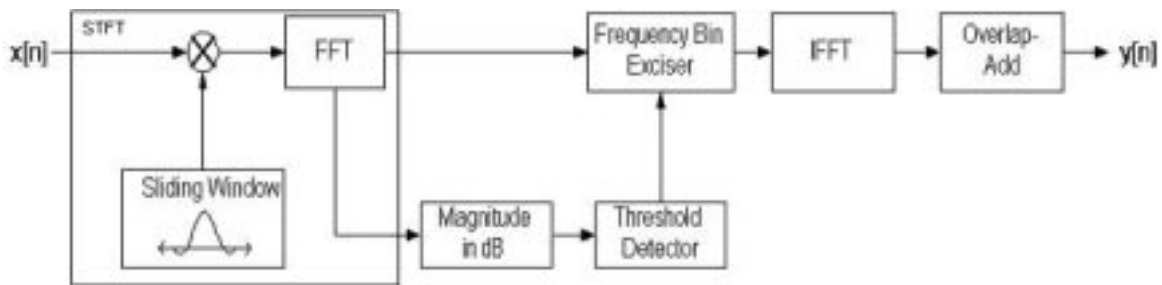 STFT
x[n]
FFT
Frequency Bin
Exciser
IFFT
Overlap-
Add
y[n]
Sliding Window
Magnitude
in dB
Threshold
Detector